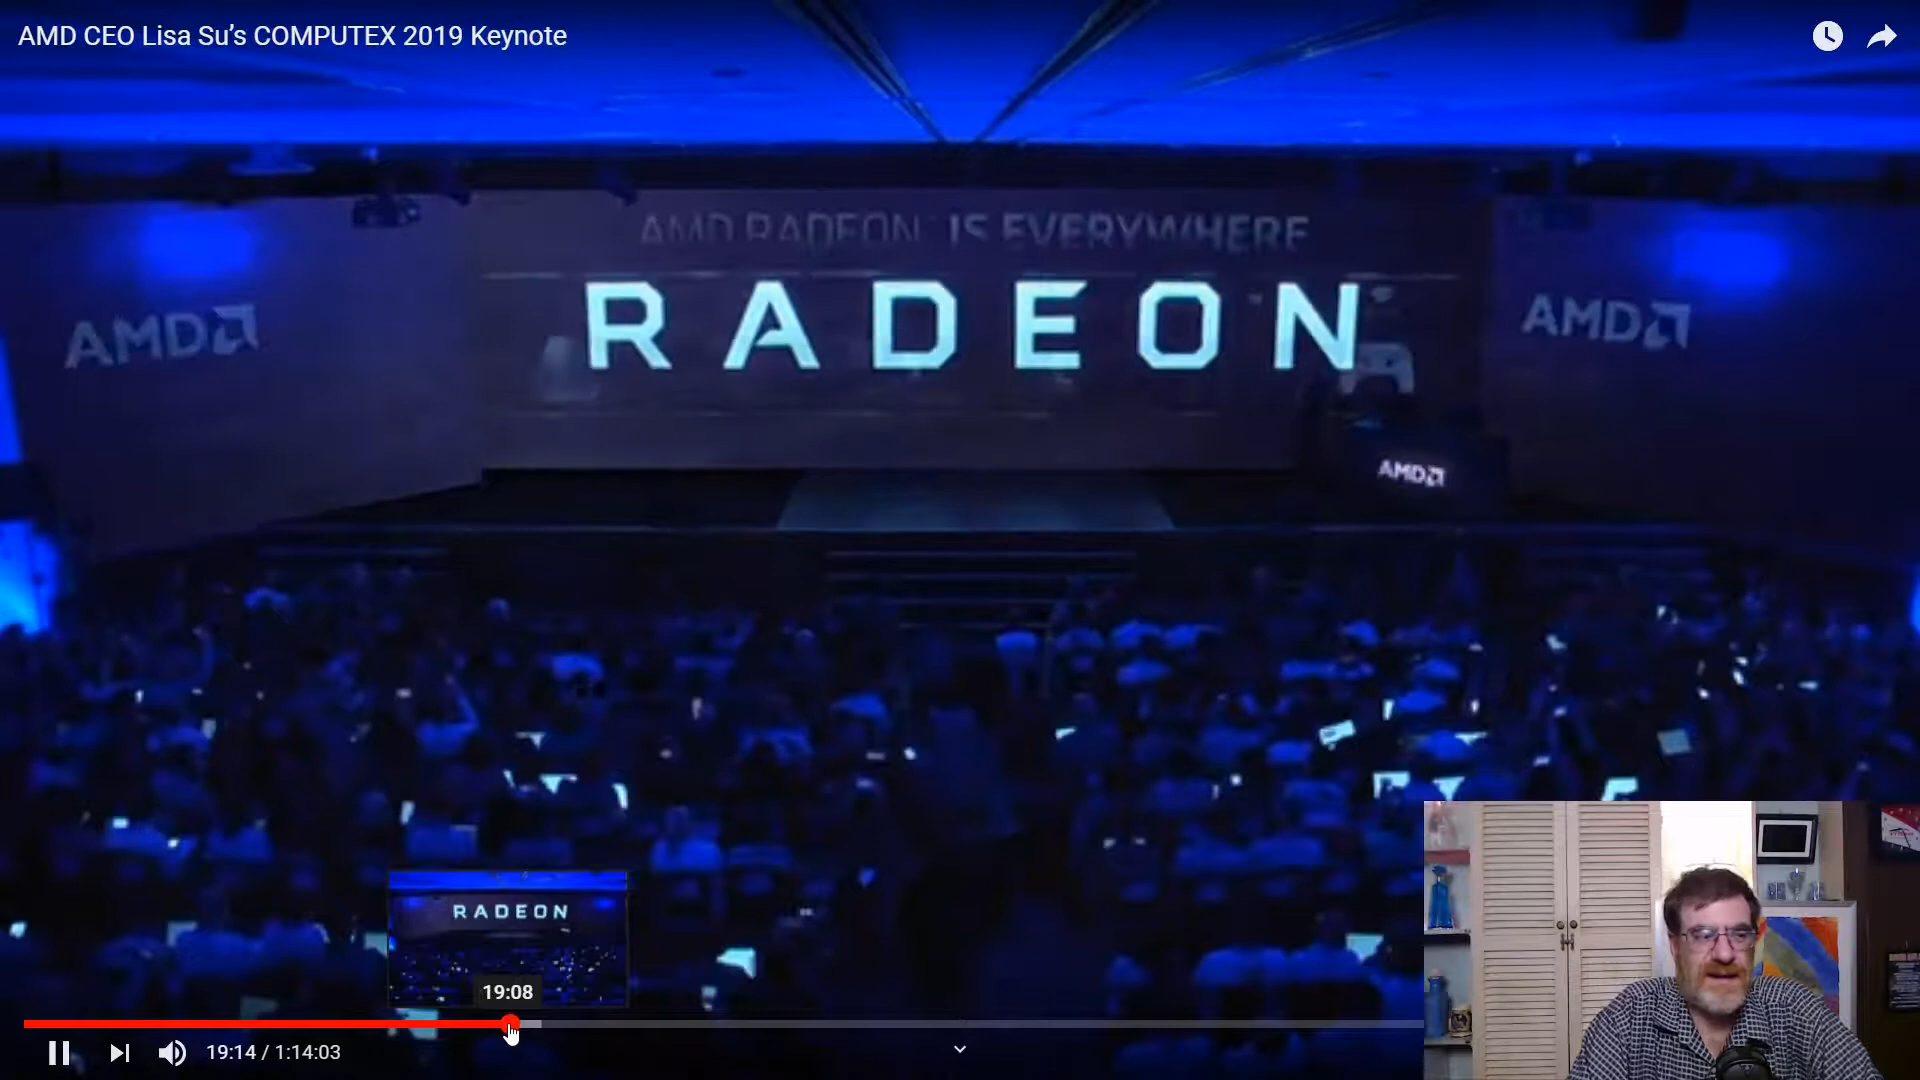 AMD CEO Lisa Su’s COMPUTEX 2019 Keynote
AMD RADEON IS EVERYWHERE
RADEON
AMD
AMD
AMD
RADEON
19:08
19:14 / 1:14:03